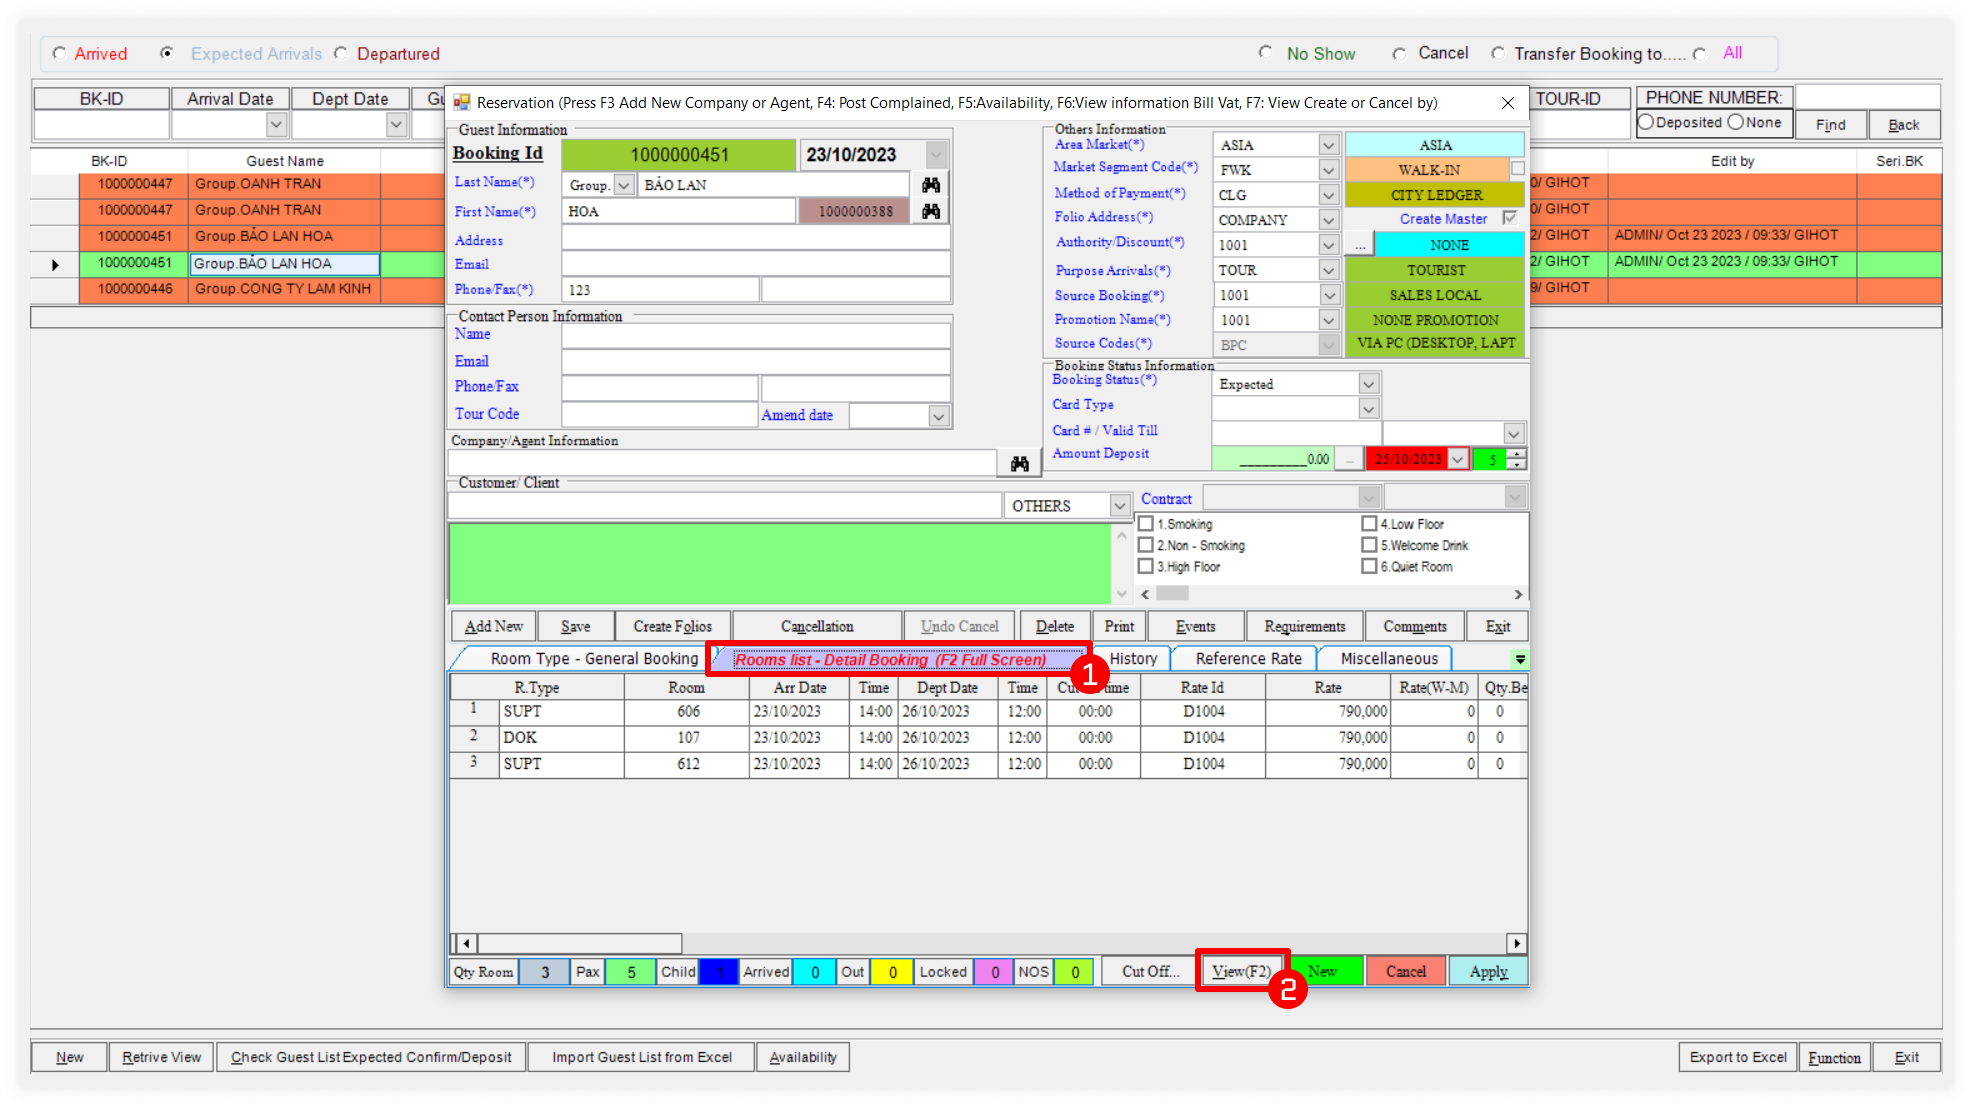 Arrived Expected Arrivals Departured No Show Cancel Transfer Booking to..... All
BK-ID Arrival Date Dept Date TOUR-ID PHONE NUMBER:
Deposited None Find Back
BK-ID Guest Name Edit by Seri.BK
1000000447 Group.OANH TRAN 0/ GIHOT
1000000447 Group.OANH TRAN 0/ GIHOT
1000000451 Group.BẢO LAN HOA 2/ GIHOT ADMIN/ Oct 23 2023 / 09:33/ GIHOT
1000000451 Group.BẢO LAN HOA 2/ GIHOT ADMIN/ Oct 23 2023 / 09:33/ GIHOT
1000000446 Group.CONG TY LAM KINH 9/ GIHOT
Reservation (Press F3 Add New Company or Agent, F4: Post Complained, F5:Availability, F6:View information Bill Vat, F7: View Create or Cancel by)
Guest Information
Booking Id 1000000451 23/10/2023
Last Name(*) Group. BẢO LAN
First Name(*) HOA 1000000388
Address
Email
Phone/Fax(*) 123
Contact Person Information
Name
Email
Phone/Fax
Tour Code Amend date
Company/Agent Information
Customer/ Client
OTHERS
Others Information
Area Market(*) ASIA ASIA
Market Segment Code(*) FWK WALK-IN
Method of Payment(*) CLG CITY LEDGER
Folio Address(*) COMPANY Create Master
Authority/Discount(*) 1001 ... NONE
Purpose Arrivals(*) TOUR TOURIST
Source Booking(*) 1001 SALES LOCAL
Promotion Name(*) 1001 NONE PROMOTION
Source Codes(*) BPC VIA PC (DESKTOP, LAPT
Booking Status Information
Booking Status(*) Expected
Card Type
Card # / Valid Till
Amount Deposit _________0.00 ... 25/10/2023 5
Contract
1.Smoking 4.Low Floor
2.Non - Smoking 5.Welcome Drink
3.High Floor 6.Quiet Room
Add New Save Create Folios Cancellation Undo Cancel Delete Print Events Requirements Comments Exit
Room Type - General Booking Rooms list - Detail Booking (F2 Full Screen) History Reference Rate Miscellaneous
1
R.Type Room Arr Date Time Dept Date Time Rate Id Rate Rate(W-M) Qty.Be
1 SUPT 606 23/10/2023 14:00 26/10/2023 12:00 00:00 D1004 790,000 0 0
2 DOK 107 23/10/2023 14:00 26/10/2023 12:00 00:00 D1004 790,000 0 0
3 SUPT 612 23/10/2023 14:00 26/10/2023 12:00 00:00 D1004 790,000 0 0
Qty Room 3 Pax 5 Child 1 Arrived 0 Out 0 Locked 0 NOS 0 Cut Off... View(F2) New Cancel Apply
2
New Retrive View Check Guest List Expected Confirm/Deposit Import Guest List from Excel Availability Export to Excel Function Exit